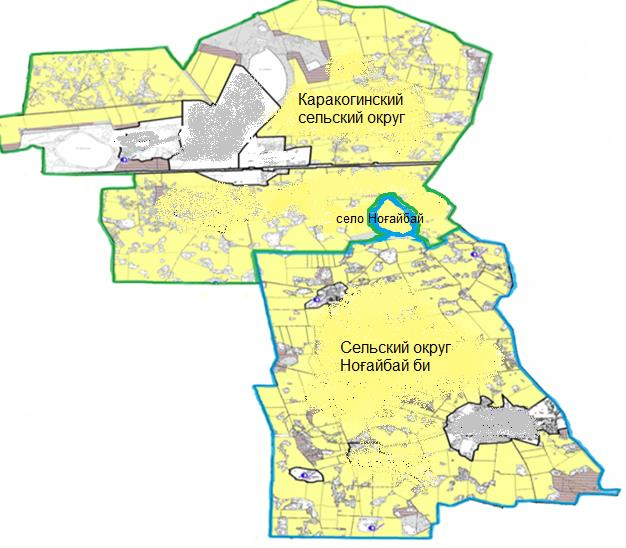 Каракогинский
сельский округ
село Ноғайбай
Сельский округ
Ноғайбай би